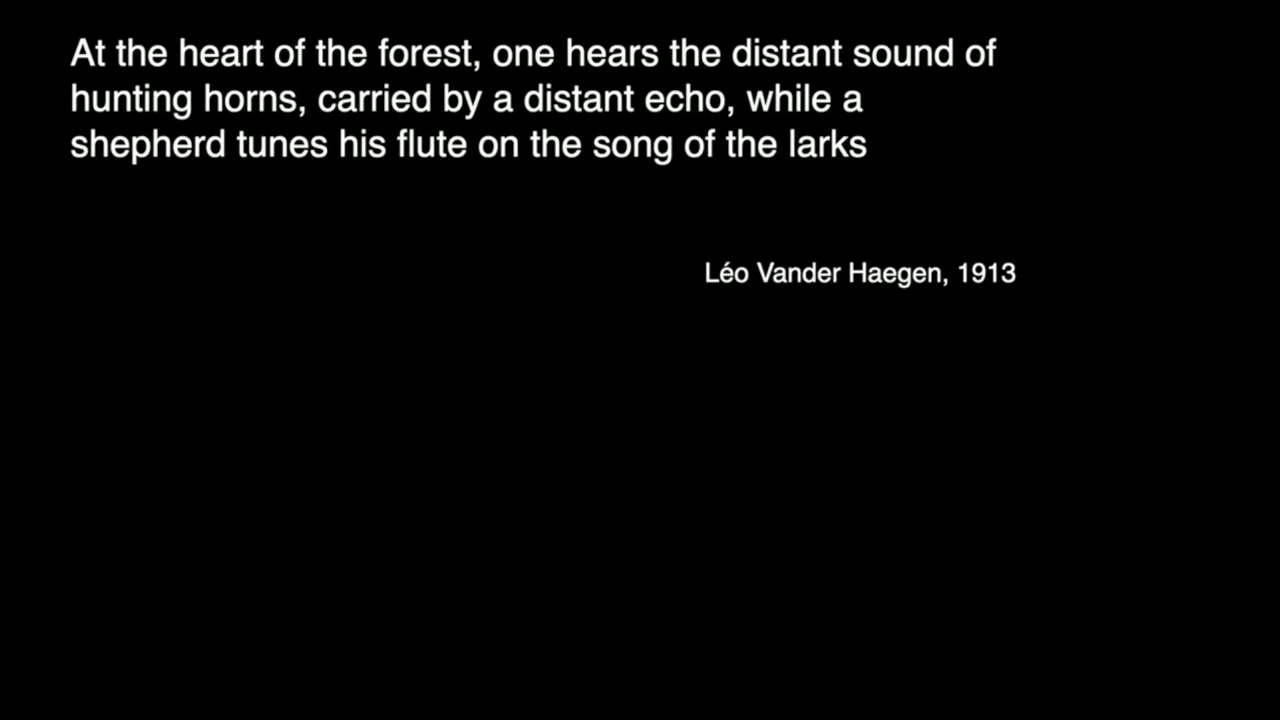 At the heart of the forest, one hears the distant sound of
hunting horns, carried by a distant echo, while a
shepherd tunes his flute on the song of the larks
Léo Vander Haegen, 1913